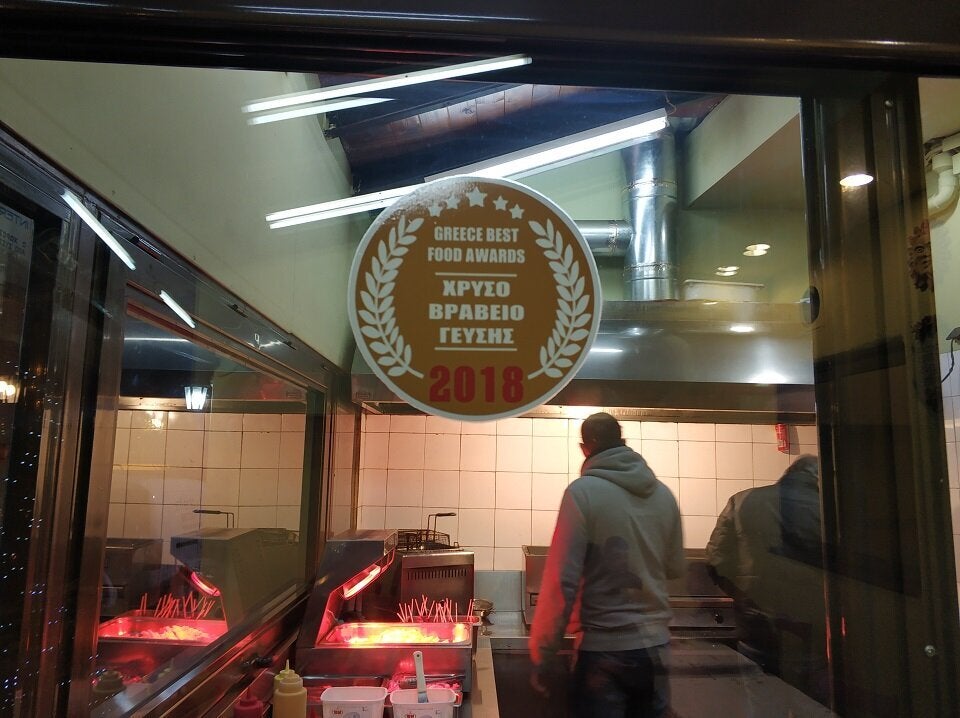 GREECE BEST
FOOD AWARDS
ΧΡΥΣΟ
ΒΡΑΒΕΙΟ
ΓΕΥΣΗΣ
2018